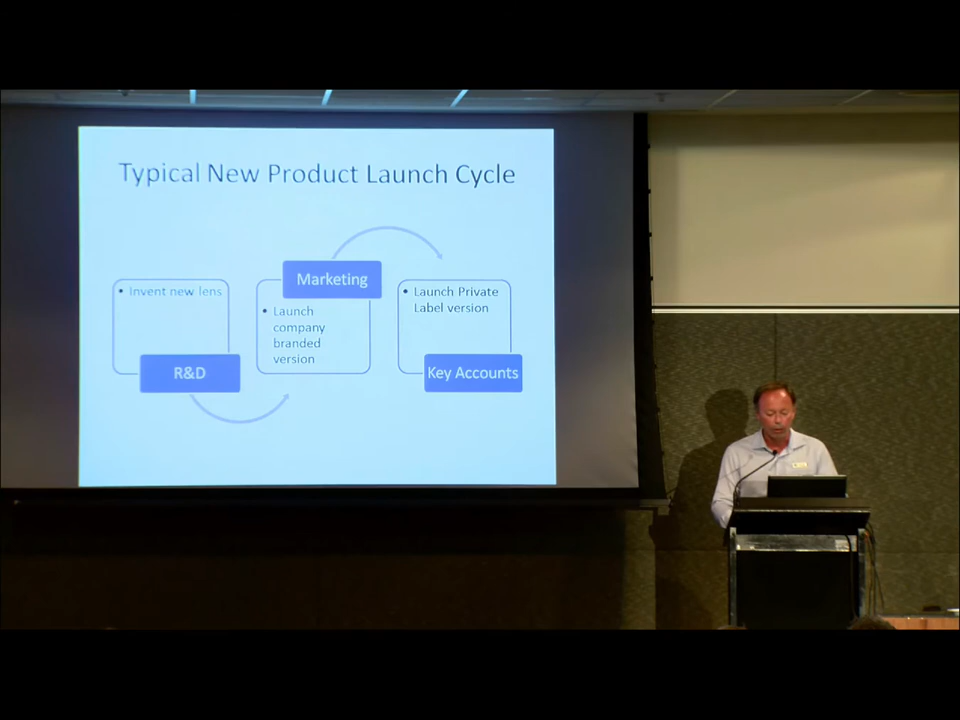 Typical New Product Launch Cycle
• Invent new lens
R&D
Marketing
• Launch
company
branded
version
• Launch Private
Label version
Key Accounts